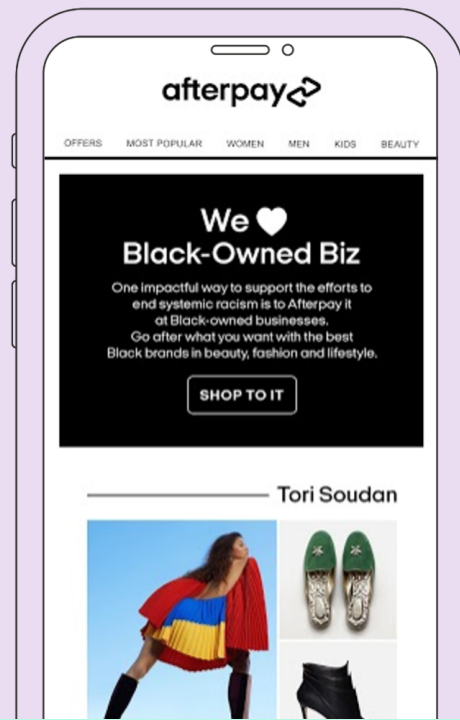 afterpay
OFFERS MOST POPULAR WOMEN MEN KIDS BEAUTY
We
Black-Owned Biz
One impactful way to support the efforts to
end systemic racism is to Afterpay it
at Black-owned businesses.
Go after what you want with the best
Black brands in beauty, fashion and lifestyle.
SHOP TO IT
Tori Soudan